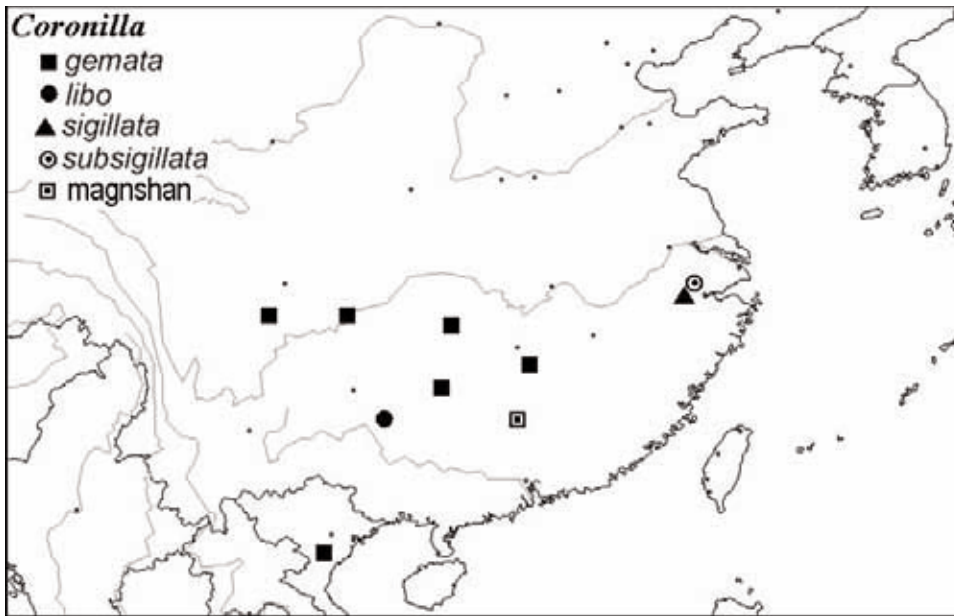 Coronilla
gemata
libo
sigillata
subsigillata
magnshan